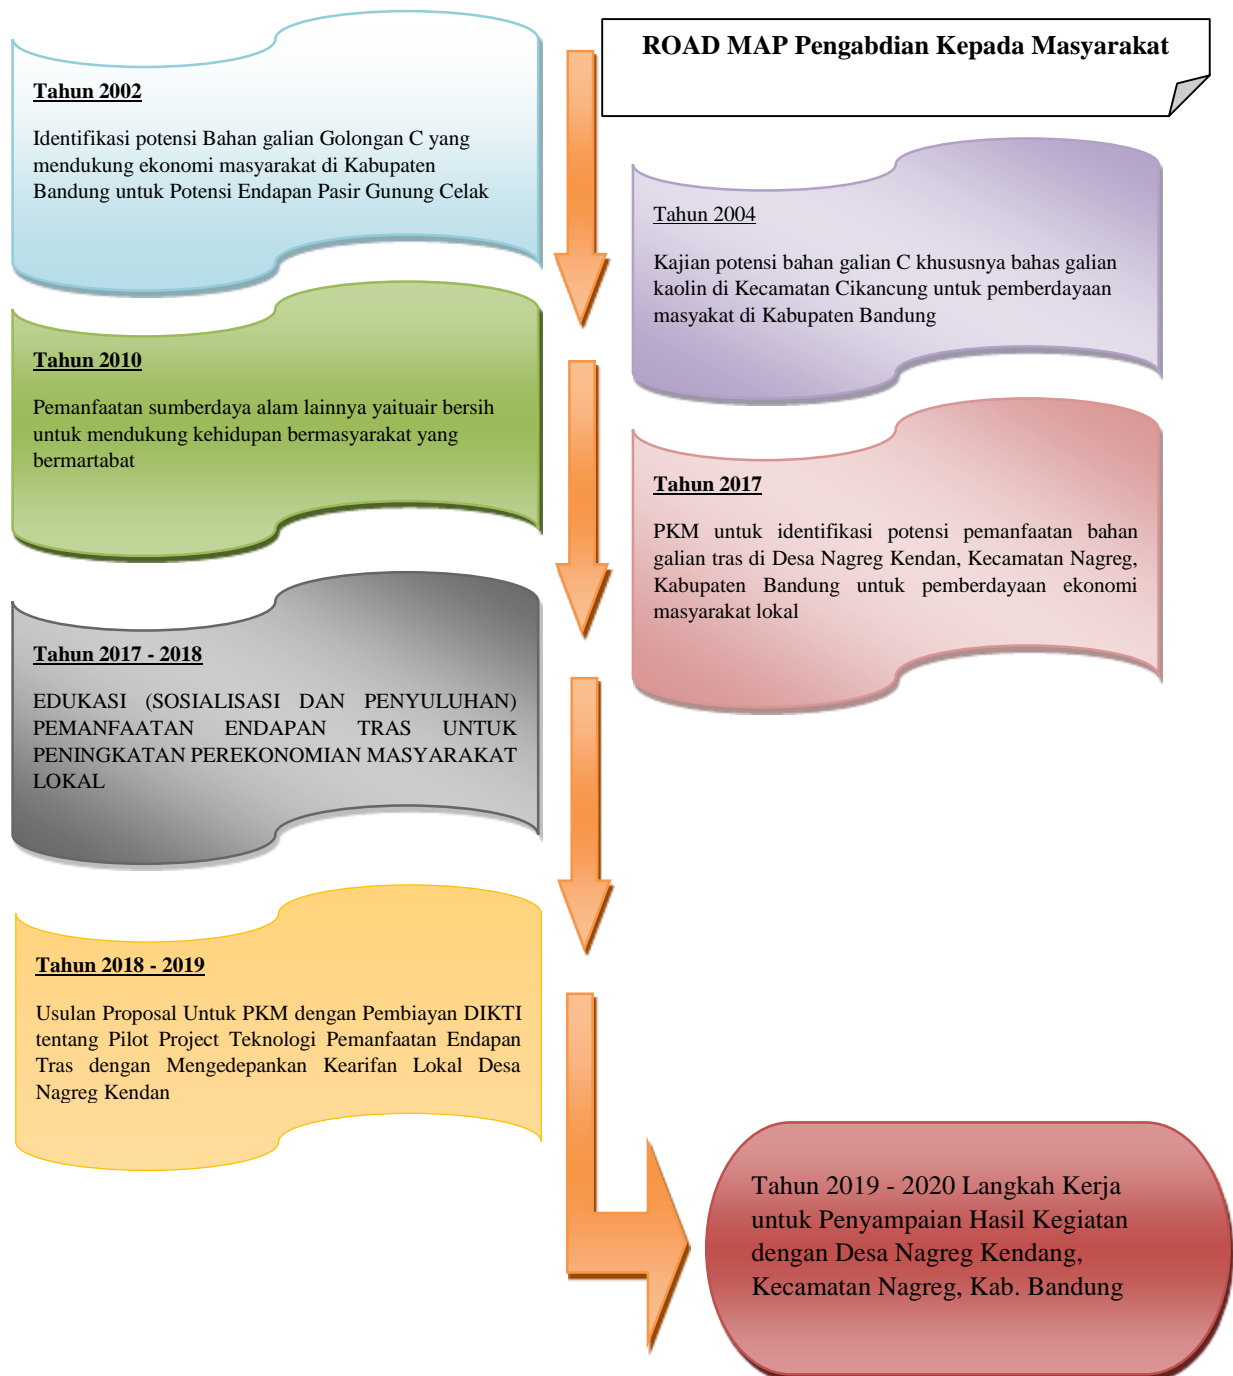 ROAD MAP Pengabdian Kepada Masyarakat
Tahun 2002
Identifikasi potensi Bahan galian Golongan C yang
mendukung ekonomi masyarakat di Kabupaten
Bandung untuk Potensi Endapan Pasir Gunung Celak
Tahun 2004
Kajian potensi bahan galian C khususnya bahas galian
kaolin di Kecamatan Cikancung untuk pemberdayaan
masyakat di Kabupaten Bandung
Tahun 2010
Pemanfaatan sumberdaya alam lainnya yaituair bersih
untuk mendukung kehidupan bermasyarakat yang
bermartabat
Tahun 2017
PKM untuk identifikasi potensi pemanfaatan bahan
galian tras di Desa Nagreg Kendan, Kecamatan Nagreg,
Kabupaten Bandung untuk pemberdayaan ekonomi
masyarakat lokal
Tahun 2017 - 2018
EDUKASI (SOSIALISASI DAN PENYULUHAN)
PEMANFAATAN ENDAPAN TRAS UNTUK
PENINGKATAN PEREKONOMIAN MASYARAKAT
LOKAL
Tahun 2018 - 2019
Usulan Proposal Untuk PKM dengan Pembiayan DIKTI
tentang Pilot Project Teknologi Pemanfaatan Endapan
Tras dengan Mengedepankan Kearifan Lokal Desa
Nagreg Kendan
Tahun 2019 - 2020 Langkah Kerja
untuk Penyampaian Hasil Kegiatan
dengan Desa Nagreg Kendang,
Kecamatan Nagreg, Kab. Bandung